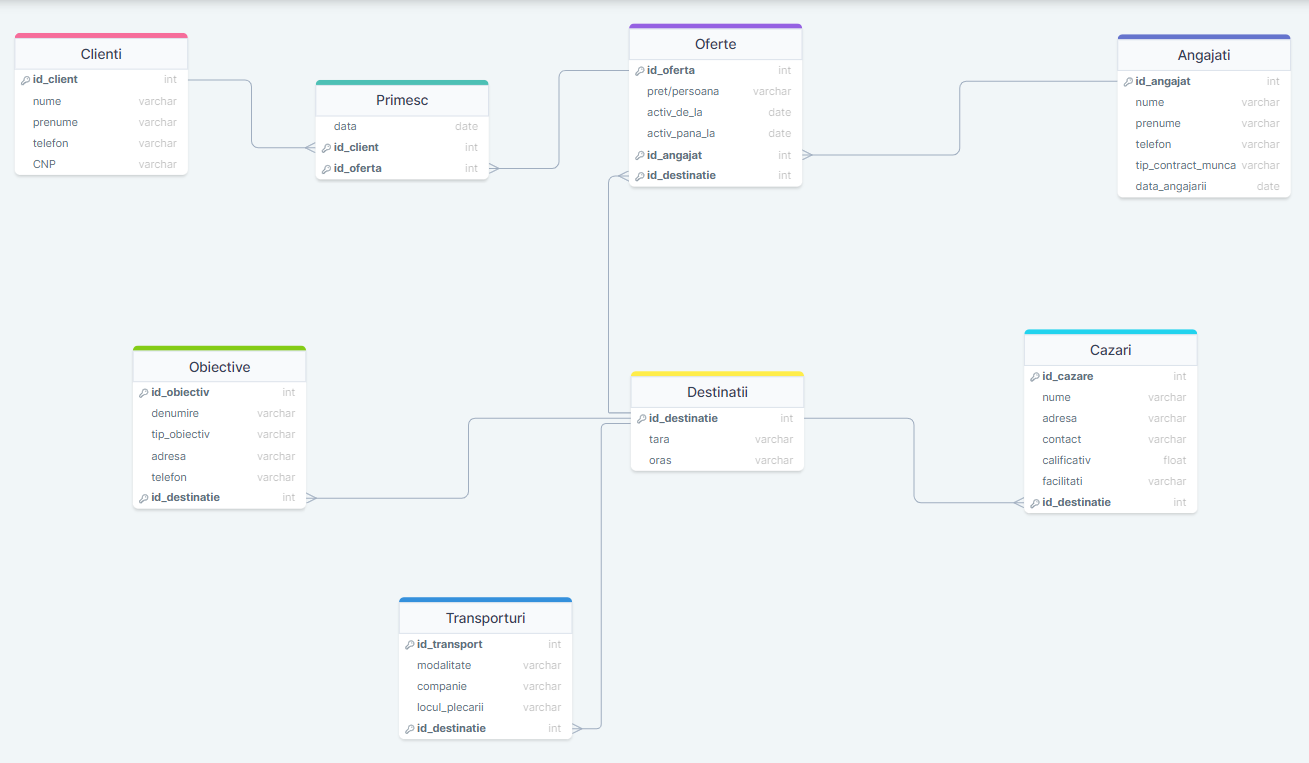 Clienti
id_client int
nume varchar
prenume varchar
telefon varchar
CNP varchar
Primesc
data date
id_client int
id_oferta int
Oferte
id_oferta int
pret/persoana varchar
activ_de_la date
activ_pana_la date
id_angajat int
id_destinatie int
Angajati
id_angajat int
nume varchar
prenume varchar
telefon varchar
tip_contract_munca varchar
data_angajarii date
Obiective
id_obiectiv int
denumire varchar
tip_obiectiv varchar
adresa varchar
telefon varchar
id_destinatie int
Destinatii
id_destinatie int
tara varchar
oras varchar
Cazari
id_cazare int
nume varchar
adresa varchar
contact varchar
calificativ float
facilitati varchar
id_destinatie int
Transporturi
id_transport int
modalitate varchar
companie varchar
locul_plecarii varchar
id_destinatie int